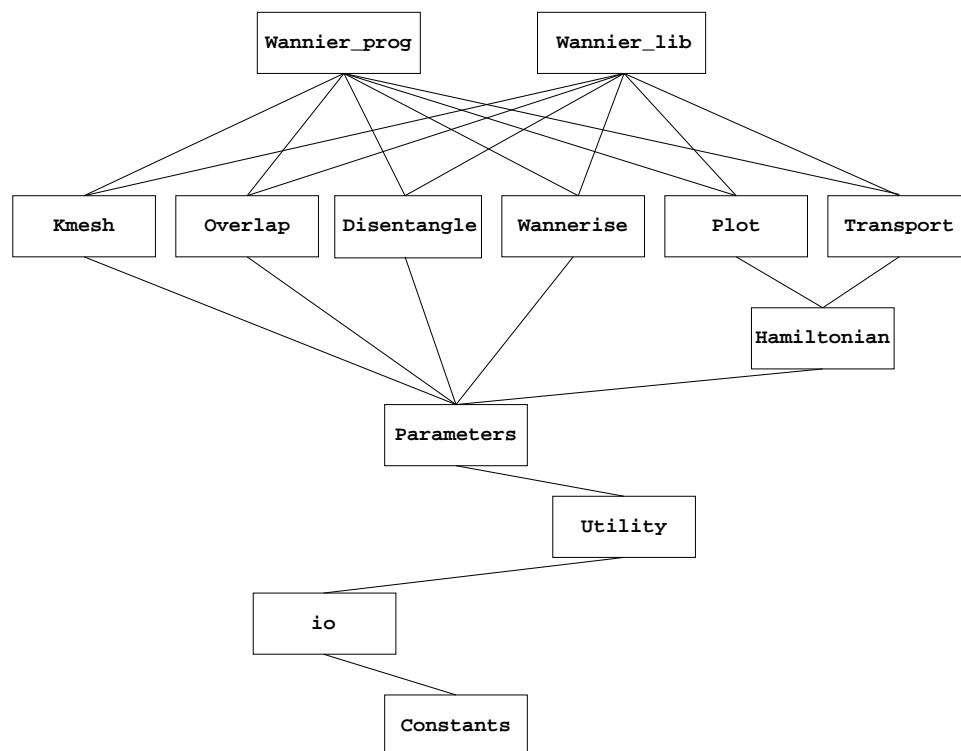 Wannier_prog
Wannier_lib
Kmesh
Overlap
Disentangle
Wannerise
Plot
Transport
Hamiltonian
Parameters
Utility
io
Constants